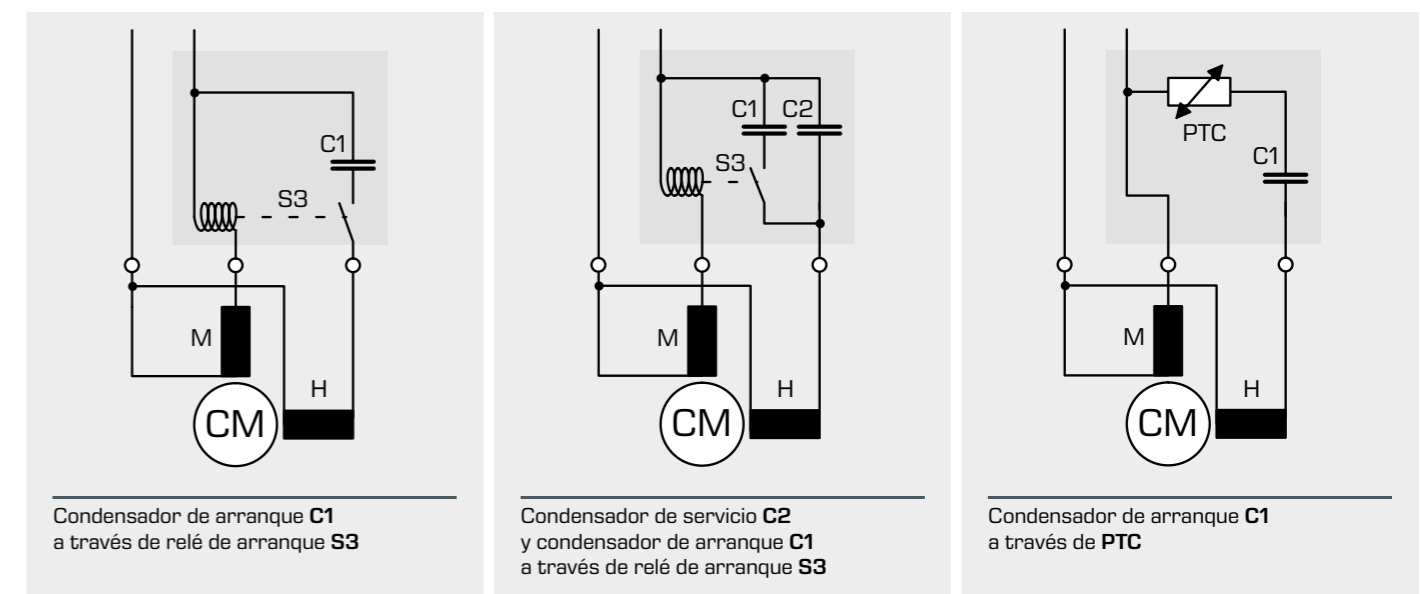 C1
S3
M
H
CM
Condensador de arranque C1
a través de relé de arranque S3
C1 C2
S3
M
H
CM
Condensador de servicio C2
y condensador de arranque C1
a través de relé de arranque S3
PTC
C1
M
H
CM
Condensador de arranque C1
a través de PTC